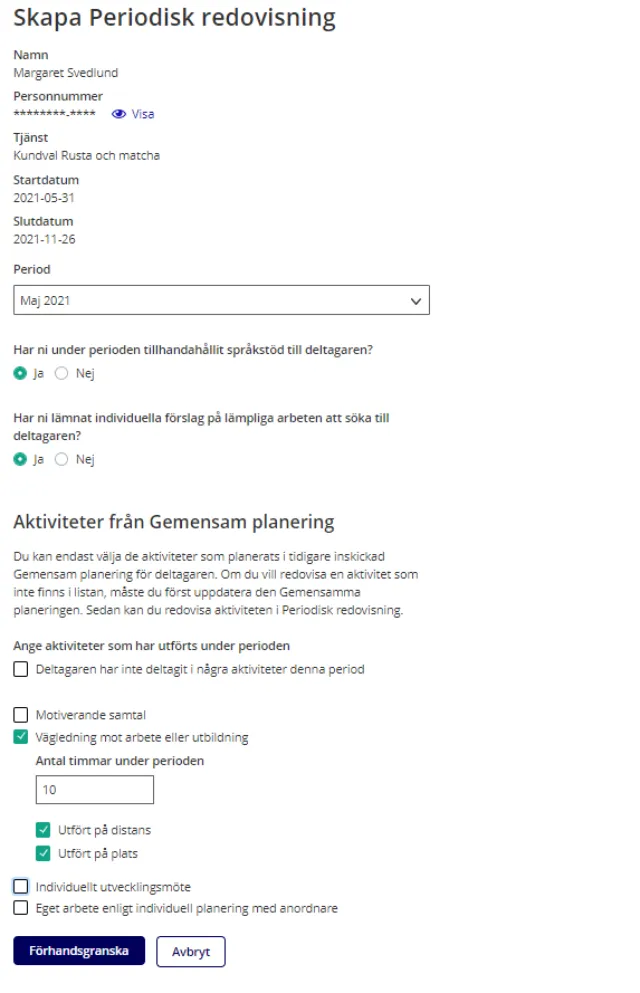 Skapa Periodisk redovisning
Namn
Margaret Svedlund
Personnummer
********-**** Visa
Tjänst
Kundval Rusta och matcha
Startdatum
2021-05-31
Slutdatum
2021-11-26
Period
Maj 2021
Har ni under perioden tillhandahållit språkstöd till deltagaren?
Ja Nej
Har ni lämnat individuella förslag på lämpliga arbeten att söka till
deltagaren?
Ja Nej
Aktiviteter från Gemensam planering
Du kan endast välja de aktiviteter som planerats i tidigare inskickad
Gemensam planering för deltagaren. Om du vill redovisa en aktivitet som
inte finns i listan, måste du först uppdatera den Gemensamma
planeringen. Sedan kan du redovisa aktiviteten i Periodisk redovisning.
Ange aktiviteter som har utförts under perioden
Deltagaren har inte deltagit i några aktiviteter denna period
Motiverande samtal
Vägledning mot arbete eller utbildning
Antal timmar under perioden
10
Utfört på distans
Utfört på plats
Individuellt utvecklingsmöte
Eget arbete enligt individuell planering med anordnare
Förhandsgranska Avbryt